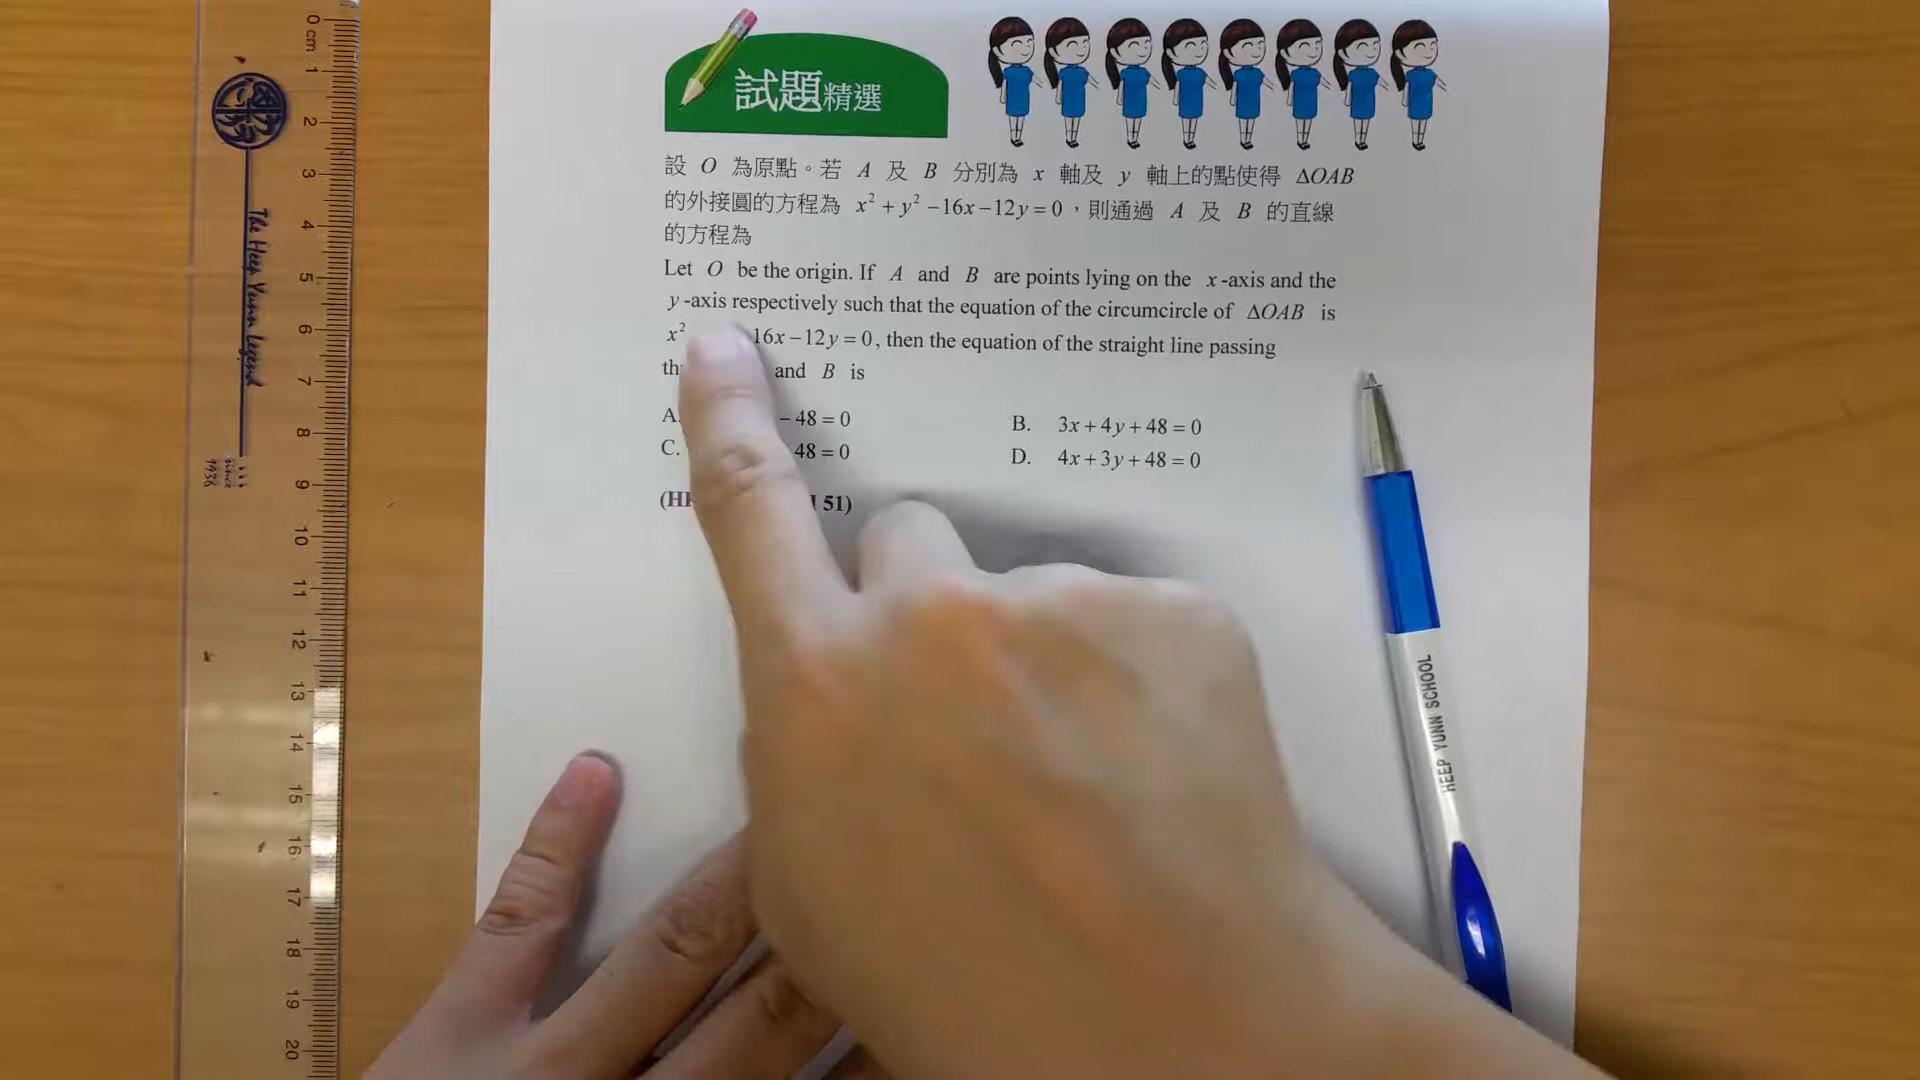 試題精選
設 O 為原點。若 A 及 B 分別為 x 軸及 y 軸上的點使得 ΔOAB
的外接圓的方程為 x² + y² −16x−12y = 0，則通過 A 及 B 的直線
的方程為
Let O be the origin. If A and B are points lying on the x-axis and the
y-axis respectively such that the equation of the circumcircle of ΔOAB is
x² 16x−12y = 0, then the equation of the straight line passing
and B is
A. − 48 = 0
B. 3x + 4y + 48 = 0
C. 48 = 0
D. 4x + 3y + 48 = 0
51)
0 cm 1 2 3 4 5 6 7 8 9 10 11 12 13 14 15 16 17 18 19 20
The Heep Yunn Legend
since
1936
HEEP YUNN SCHOOL